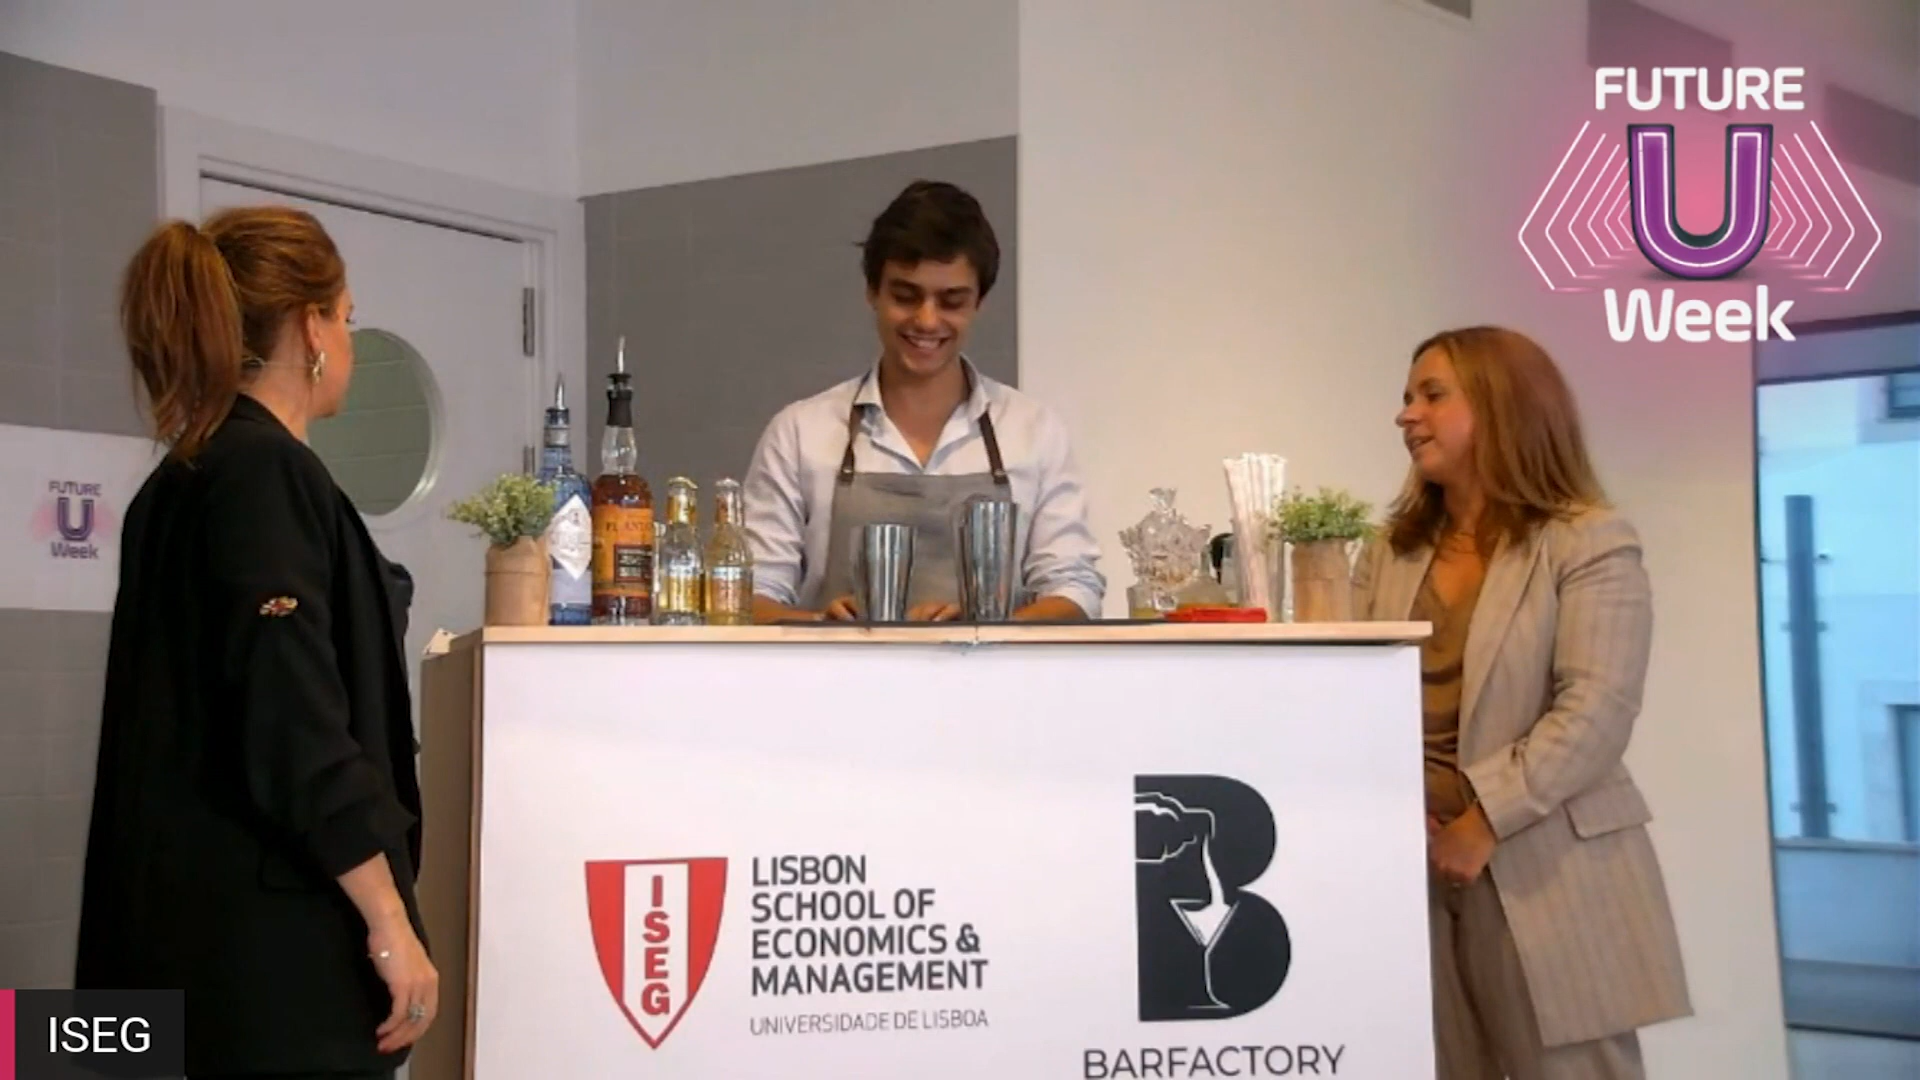 FUTURE
U
Week
FUTURE
U
Week
ISEG
LISBON
SCHOOL OF
ECONOMICS &
MANAGEMENT
UNIVERSIDADE DE LISBOA
B
BARFACTORY
ISEG